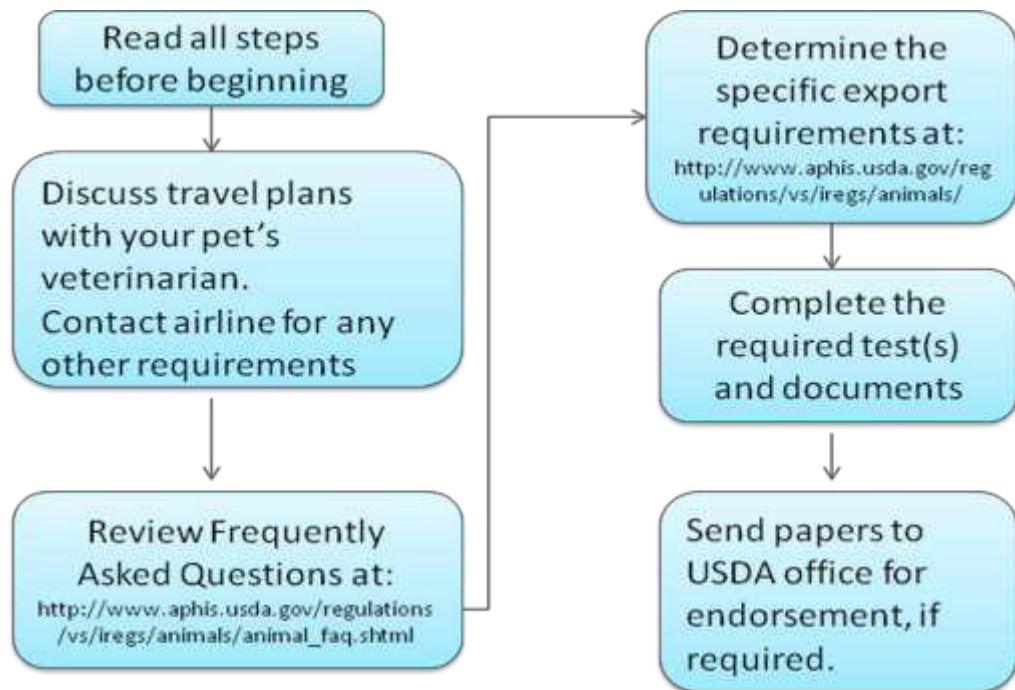 Read all steps
before beginning
Discuss travel plans
with your pet's
veterinarian.
Contact airline for any
other requirements
Review Frequently
Asked Questions at:
http://www.aphis.usda.gov/regulations
/vs/iregs/animals/animal_faq.shtml
Determine the
specific export
requirements at:
http://www.aphis.usda.gov/reg
ulations/vs/iregs/animals/
Complete the
required test(s)
and documents
Send papers to
USDA office for
endorsement, if
required.